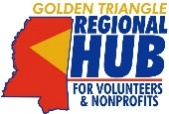 GOLDEN TRIANGLE
REGIONAL
HUB
FOR VOLUNTEERS
& NONPROFITS